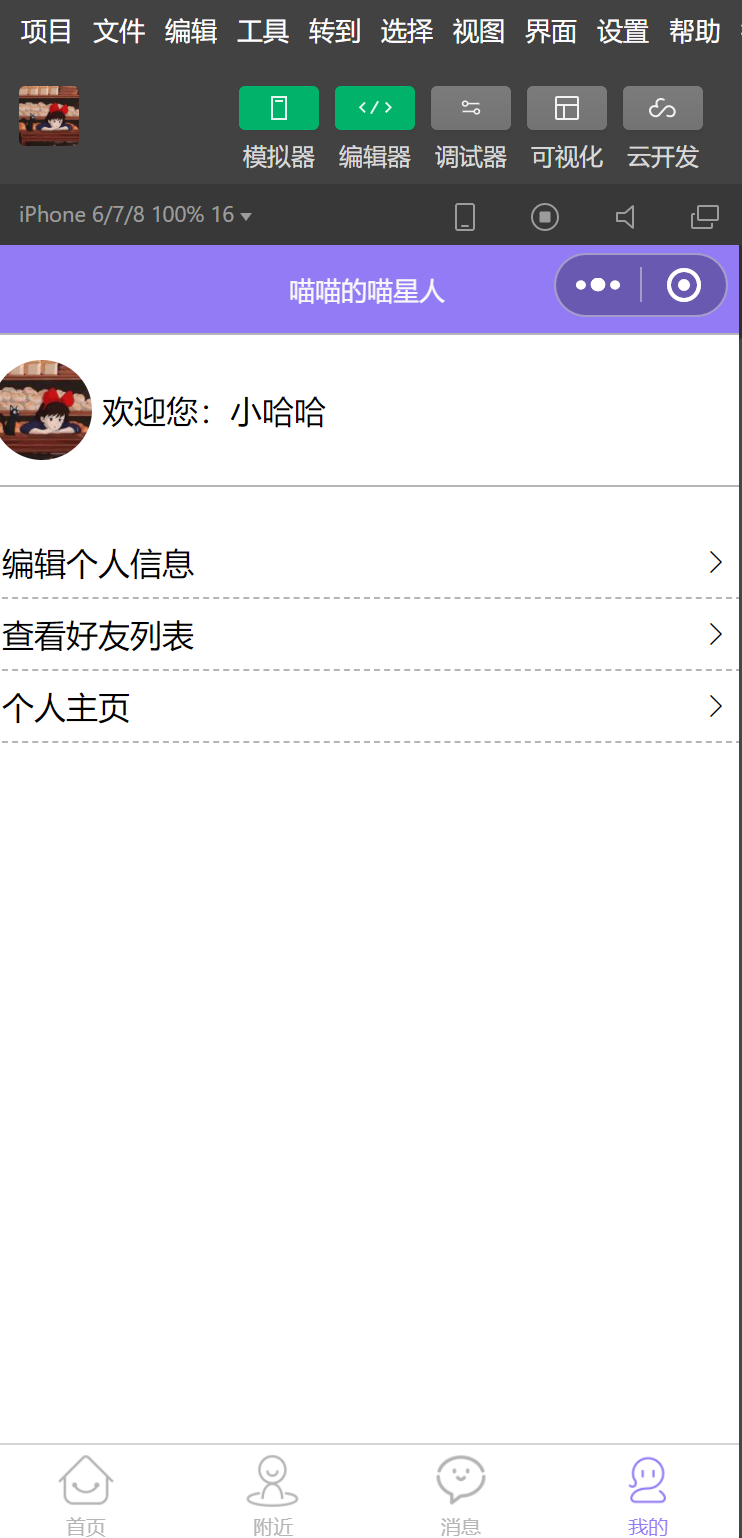 项目 文件 编辑 工具 转到 选择 视图 界面 设置 帮助
模拟器 编辑器 调试器 可视化 云开发
iPhone 6/7/8 100% 16
喵喵的喵星人
欢迎您：小哈哈
编辑个人信息
查看好友列表
个人主页
首页 附近 消息 我的